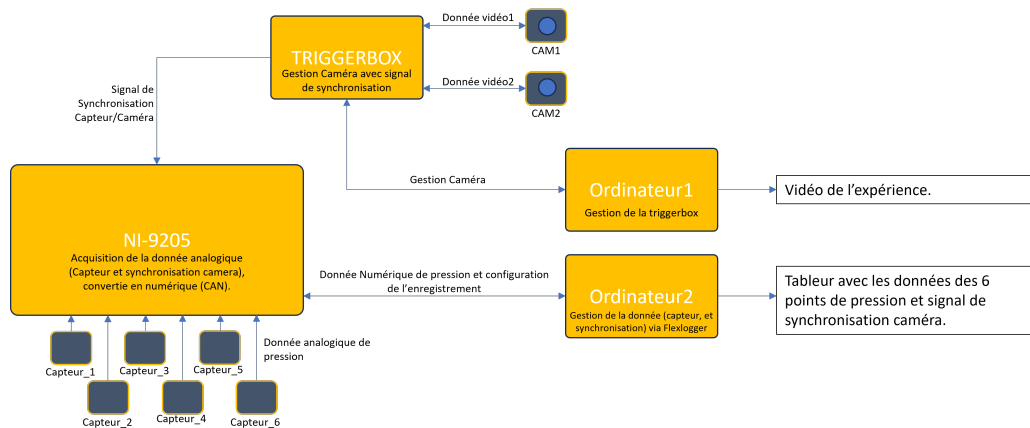 Donnée vidéo1
CAM1
TRIGGERBOX
Gestion Caméra avec signal
de synchronisation
Donnée vidéo2
CAM2
Signal de
Synchronisation
Capteur/Caméra
Gestion Caméra
Ordinateur1
Gestion de la triggerbox
Vidéo de l’expérience.
NI-9205
Acquisition de la donnée analogique
(Capteur et synchronisation camera),
convertie en numérique (CAN).
Donnée Numérique de pression et configuration
de l’enregistrement
Ordinateur2
Gestion de la donnée (capteur, et
synchronisation) via Flexlogger
Tableur avec les données des 6
points de pression et signal de
synchronisation caméra.
Donnée analogique de
pression
Capteur_1
Capteur_3
Capteur_5
Capteur_2
Capteur_4
Capteur_6